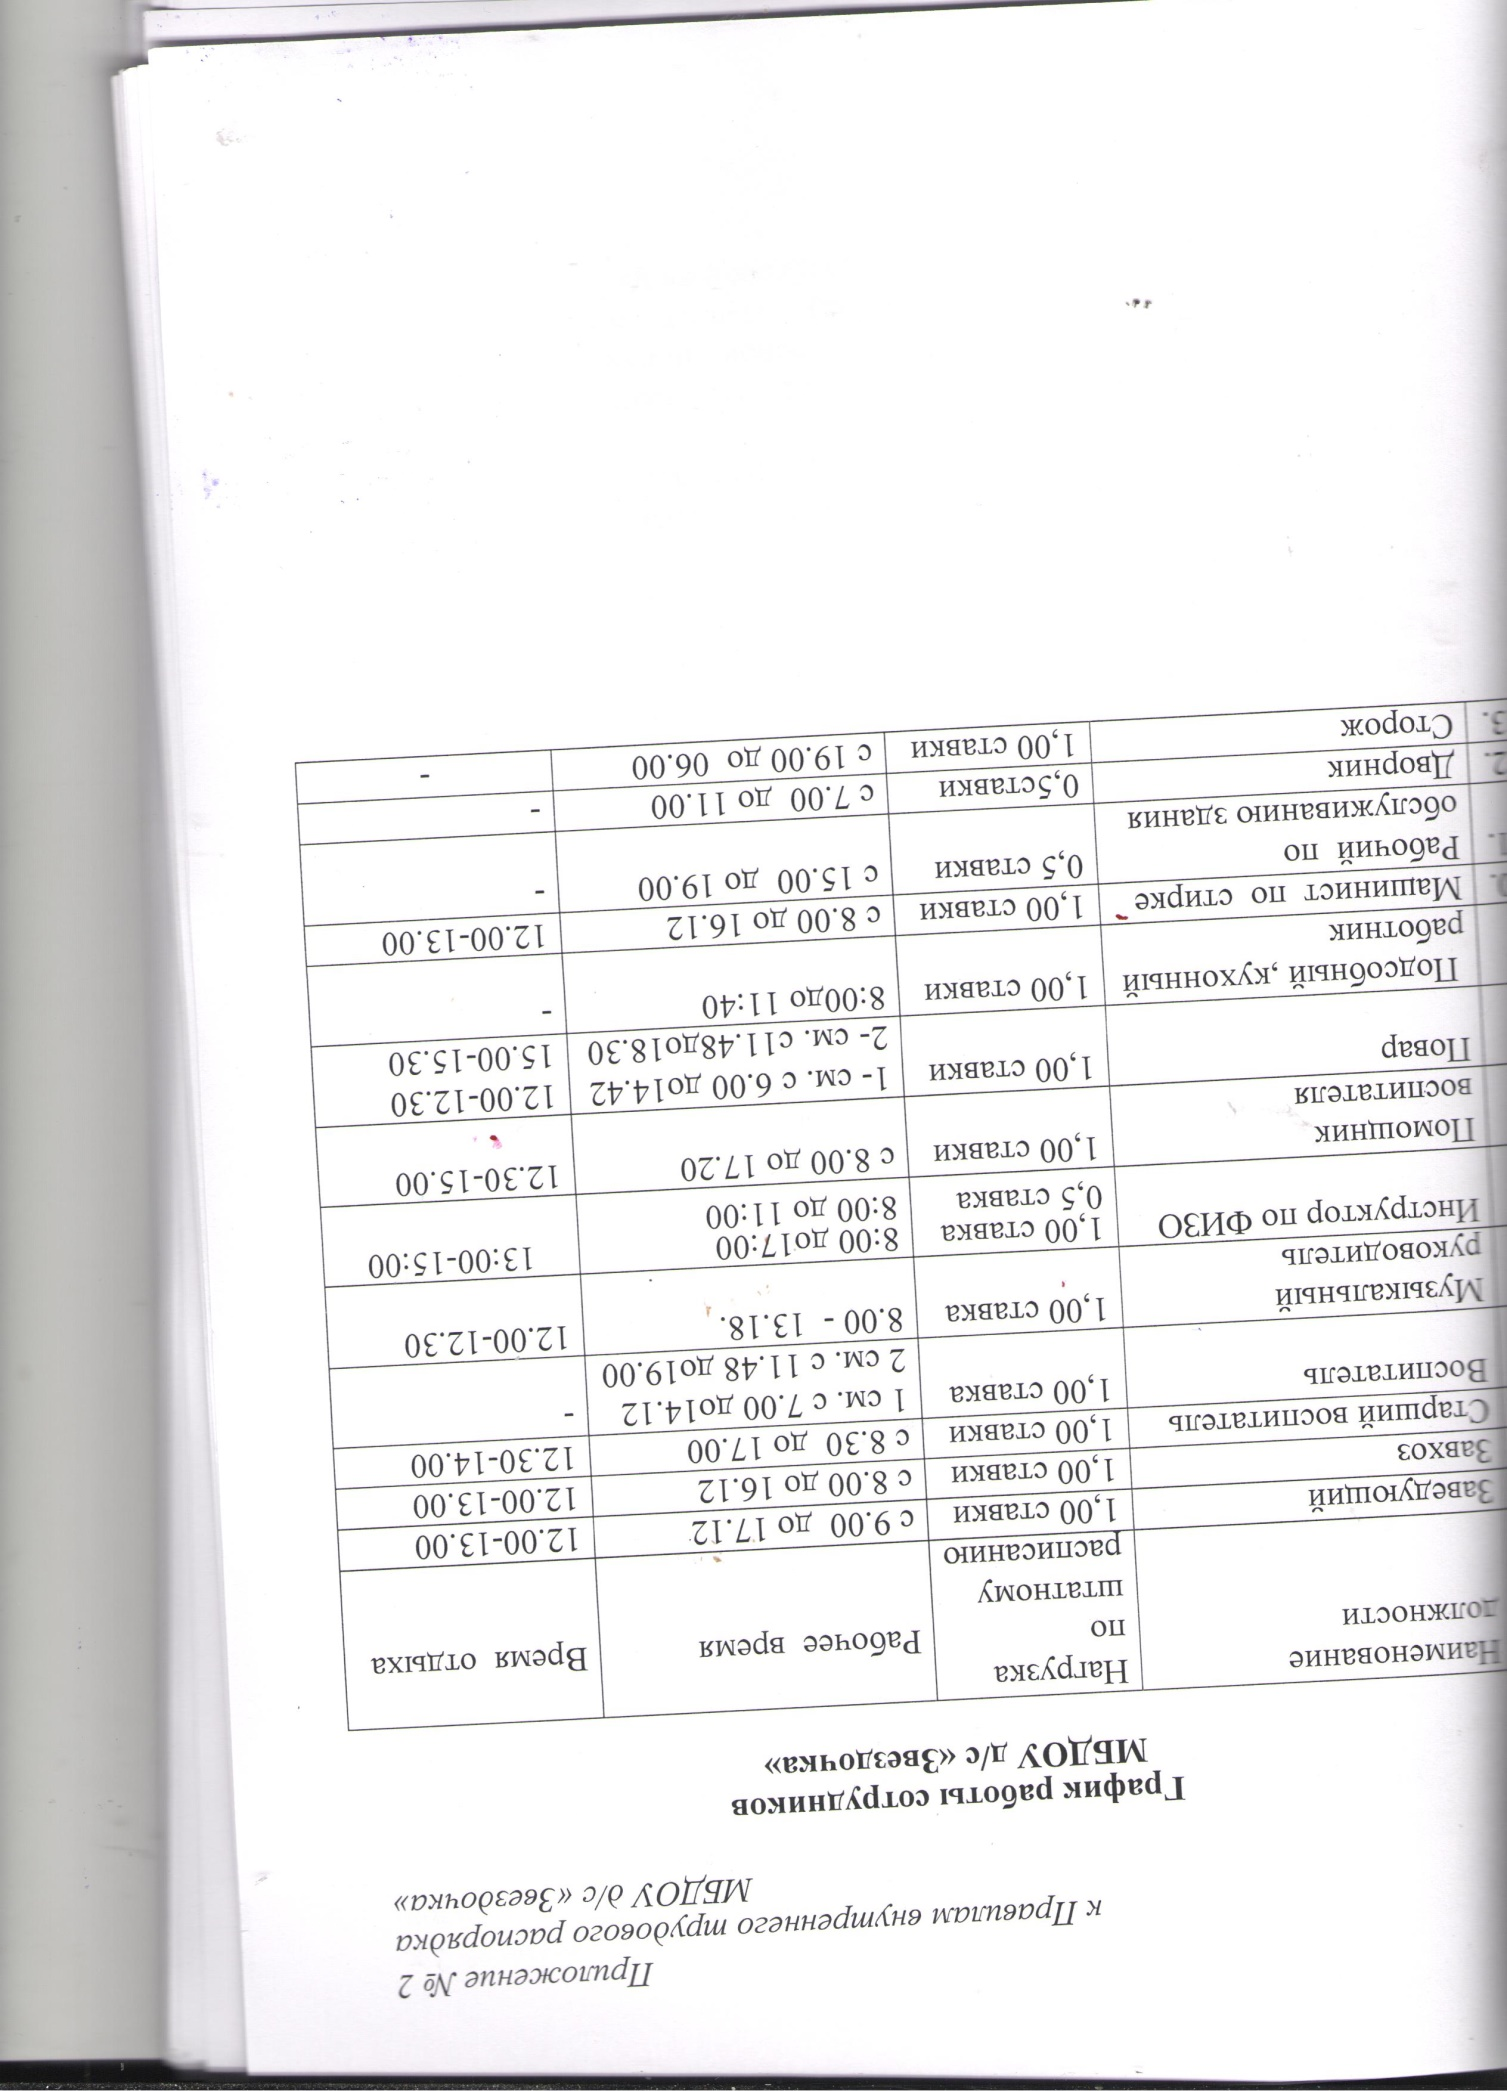 Приложение № 2
к Правилам внутреннего трудового распорядка
МБДОУ д/с «Звездочка»
График работы сотрудников
МБДОУ д/с «Звездочка»
Наименование должности Нагрузка по штатному расписанию Рабочее время Время отдыха
Заведующий 1,00 ставки с 9.00 до 17.12 12.00-13.00
Завхоз 1,00 ставки с 8.00 до 16.12 12.00-13.00
Старший воспитатель 1,00 ставки с 8.30 до 17.00 12.30-14.00
Воспитатель 1,00 ставка 1 см. с 7.00 до14.12 -
2 см. с 11.48 до19.00
Музыкальный
руководитель 1,00 ставка 8.00 - 13.18. 12.00-12.30
Инструктор по ФИЗО 1,00 ставка 8:00 до17:00 13:00-15:00
0,5 ставка 8:00 до 11:00
Помощник
воспитателя 1,00 ставки с 8.00 до 17.20 12.30-15.00
Повар 1,00 ставки 1- см. с 6.00 до14.42 12.00-12.30
2- см. с11.48до18.30 15.00-15.30
Подсобный ,кухонный
работник 1,00 ставки 8:00до 11:40 -
0. Машинист по стирке 1,00 ставки с 8.00 до 16.12 12.00-13.00
1. Рабочий по
обслуживанию здания 0,5 ставки с 15.00 до 19.00 -
2. Дворник 0,5ставки с 7.00 до 11.00 -
3. Сторож 1,00 ставки с 19.00 до 06.00 -